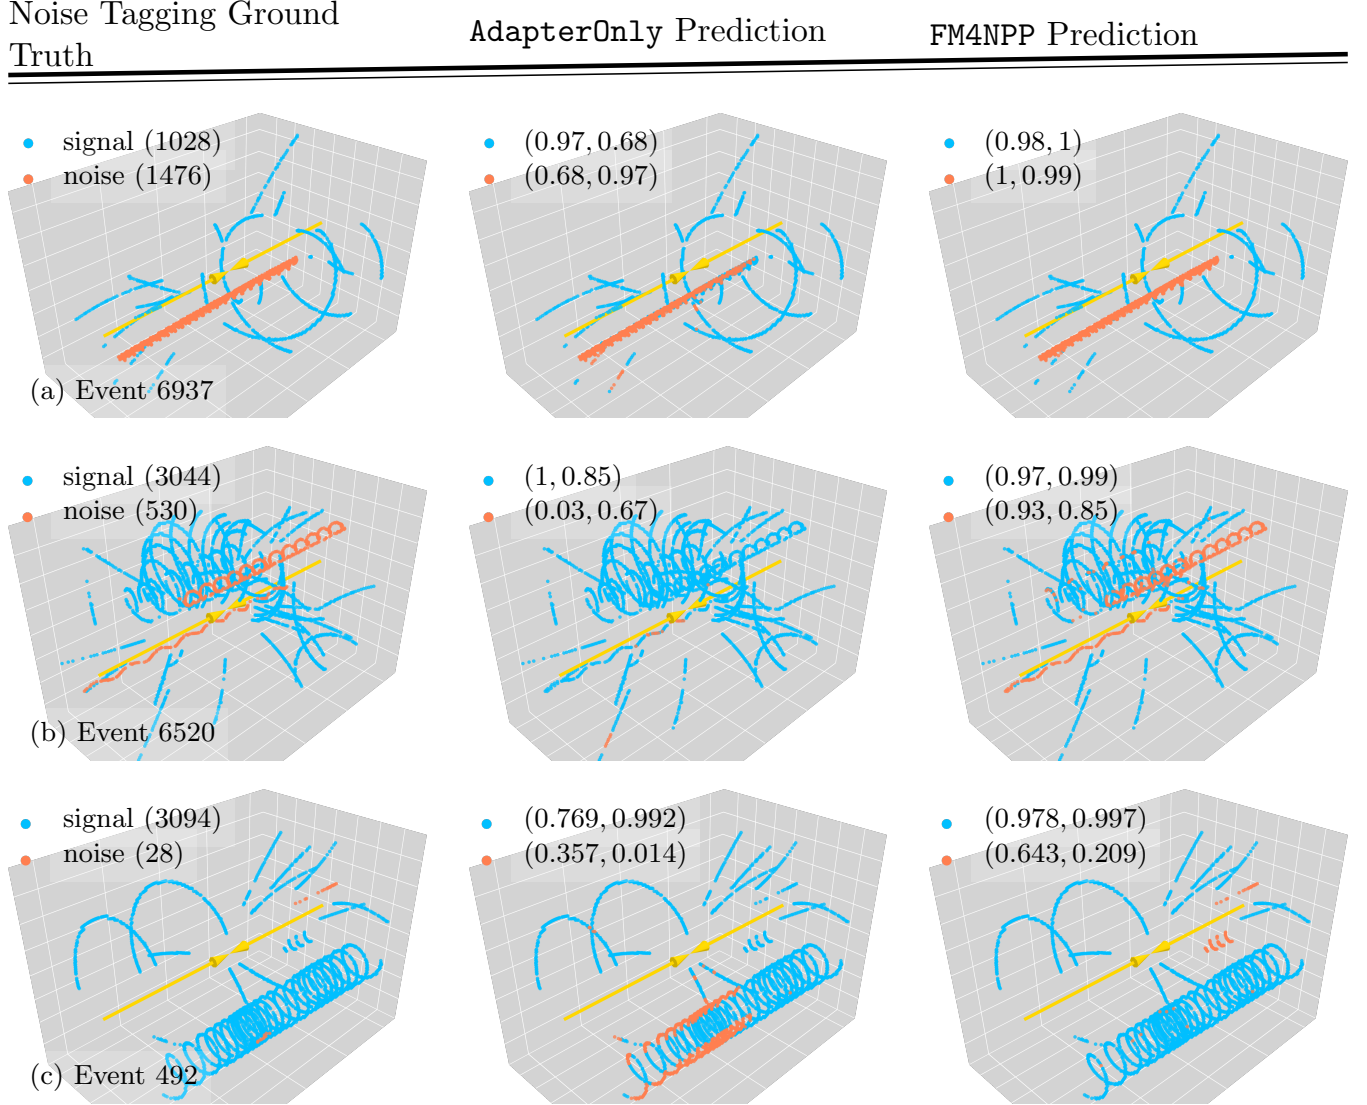 Noise Tagging Ground
Truth
AdapterOnly Prediction
FM4NPP Prediction
signal (1028)
noise (1476)
(0.97, 0.68)
(0.68, 0.97)
(0.98, 1)
(1, 0.99)
(a) Event 6937
signal (3044)
noise (530)
(1, 0.85)
(0.03, 0.67)
(0.97, 0.99)
(0.93, 0.85)
(b) Event 6520
signal (3094)
noise (28)
(0.769, 0.992)
(0.357, 0.014)
(0.978, 0.997)
(0.643, 0.209)
(c) Event 492